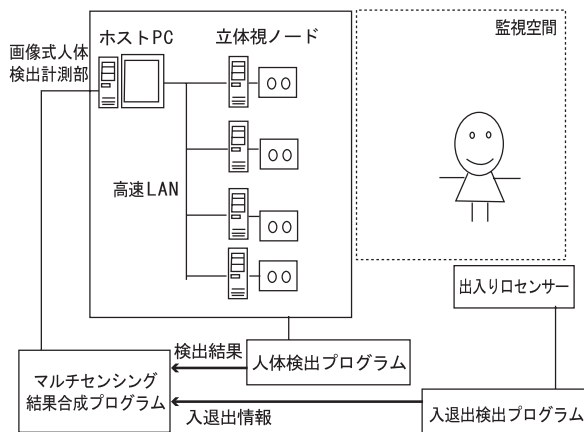 ホストPC
立体視ノード
監視空間
画像式人体
検出計測部
高速LAN
出入り口センサー
検出結果
人体検出プログラム
マルチセンシング
結果合成プログラム
入退出情報
入退出検出プログラム